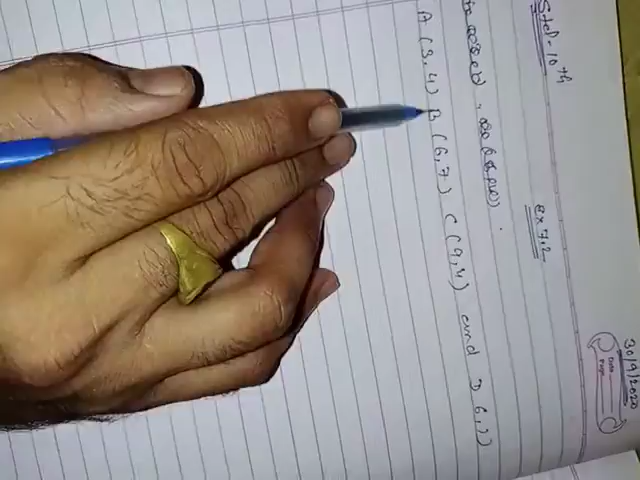 30/9/2020
Date
Page
Std-10th
ex 7.2
A (3,4) B (6,7) C (9,4) and D 6,1)